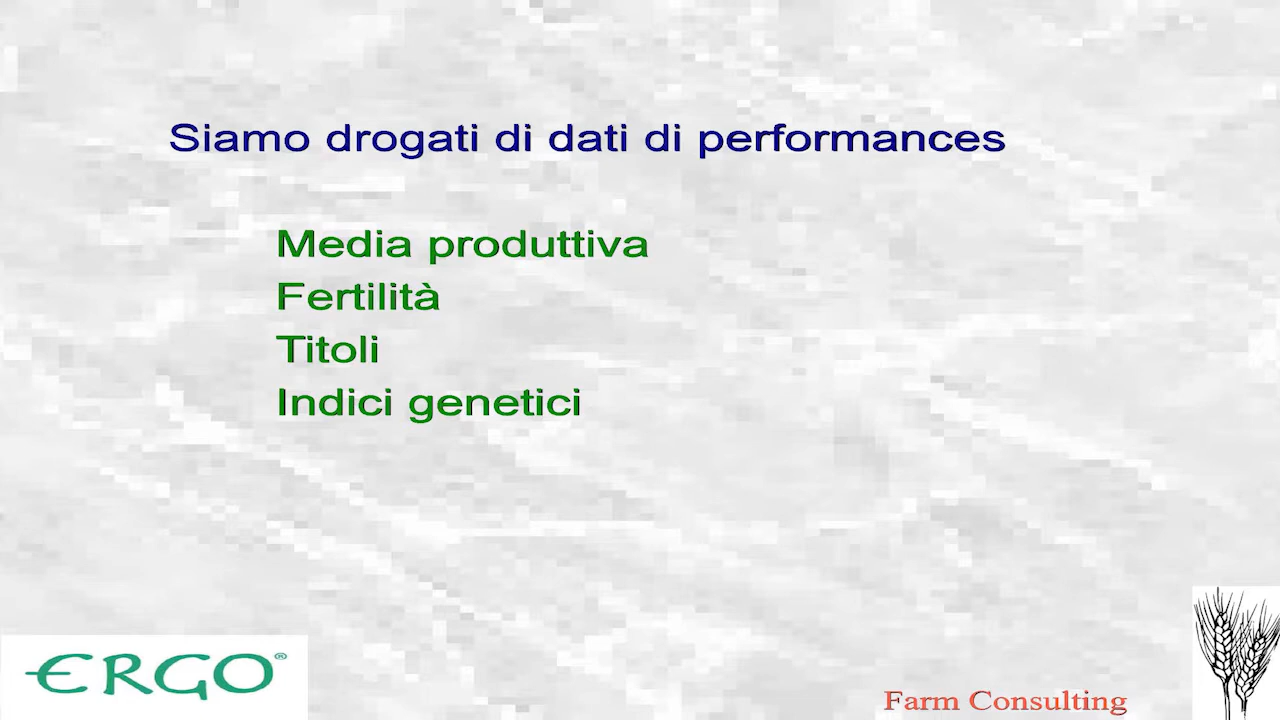 Siamo drogati di dati di performances
Media produttiva
Fertilità
Titoli
Indici genetici
ERGO®
Farm Consulting